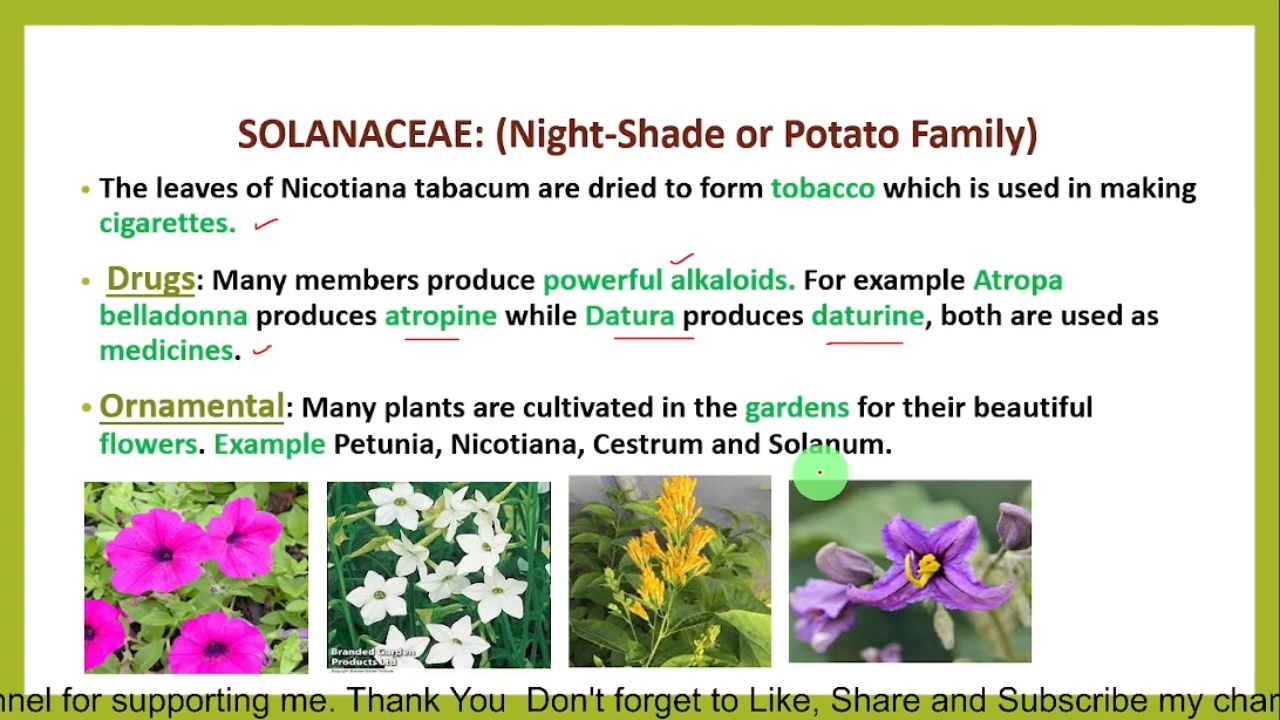 SOLANACEAE: (Night-Shade or Potato Family)
• The leaves of Nicotiana tabacum are dried to form tobacco which is used in making
cigarettes.
• Drugs: Many members produce powerful alkaloids. For example Atropa
belladonna produces atropine while Datura produces daturine, both are used as
medicines.
• Ornamental: Many plants are cultivated in the gardens for their beautiful
flowers. Example Petunia, Nicotiana, Cestrum and Solanum.
Branded Garden
Products Ltd
nnel for supporting me. Thank You Don't forget to Like, Share and Subscribe my chan